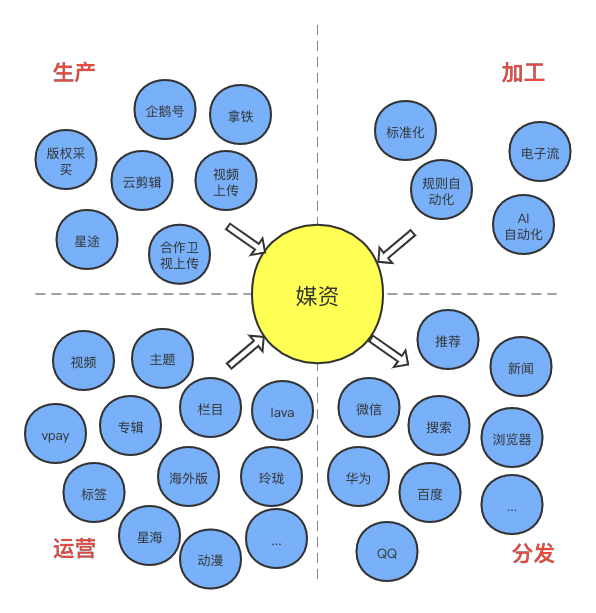 生产
企鹅号
拿铁
版权采
买
云剪辑
视频
上传
星途
合作卫
视上传
加工
标准化
电子流
规则自
动化
AI
自动化
媒资
视频
主题
栏目
lava
vpay
专辑
海外版
玲珑
标签
星海
动漫
...
运营
推荐
新闻
微信
搜索
浏览器
华为
百度
...
QQ
分发